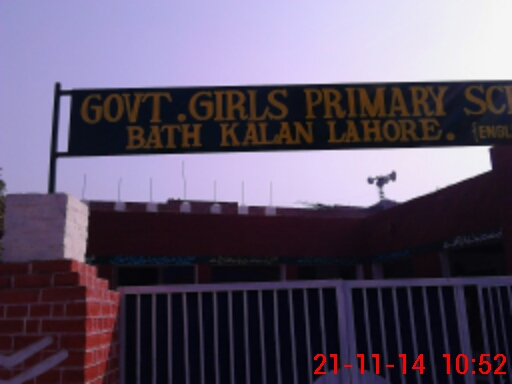 GOVT. GIRLS PRIMARY SC
BATH KALAN LAHORE. {ENGL
21-11-14 10:52